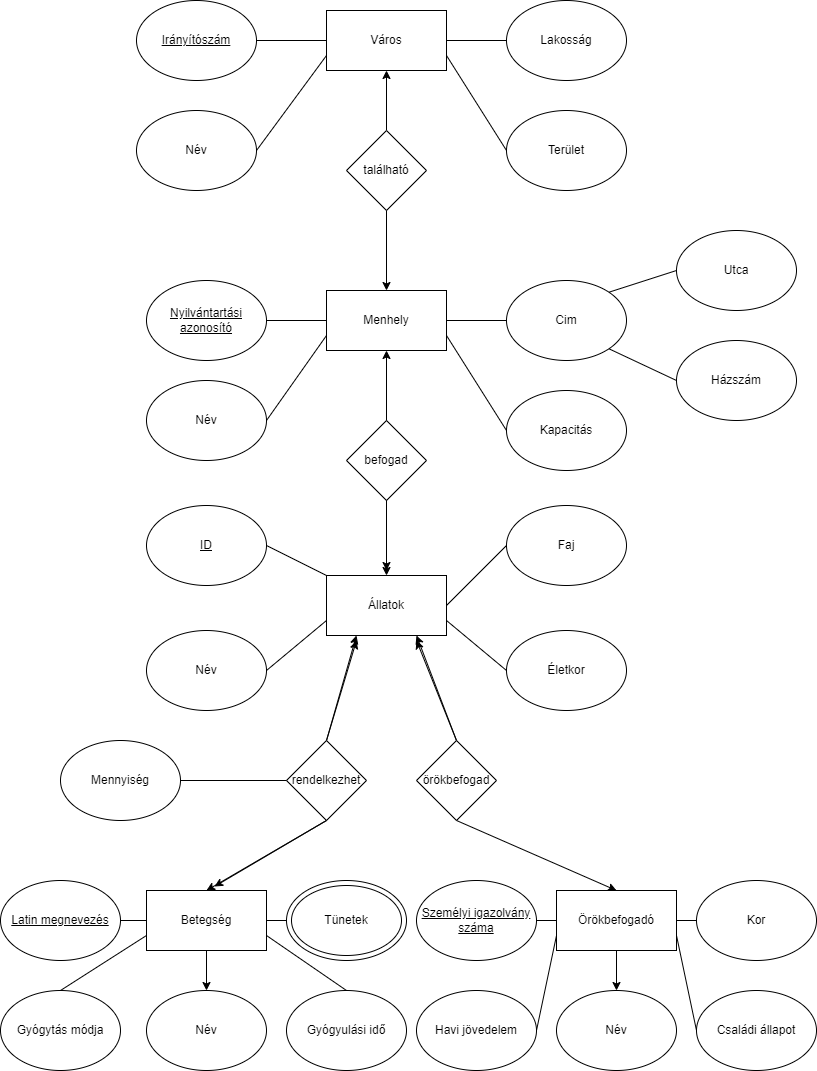 Irányítószám
Város
Lakosság
Név
található
Terület
Utca
Nyilvántartási
azonosító
Menhely
Cim
Házszám
Név
Kapacitás
befogad
ID
Faj
Állatok
Név
Életkor
Mennyiség
rendelkezhet
örökbefogad
Latin megnevezés
Betegség
Tünetek
Személyi igazolvány
száma
Örökbefogadó
Kor
Gyógytás módja
Név
Gyógyulási idő
Havi jövedelem
Név
Családi állapot